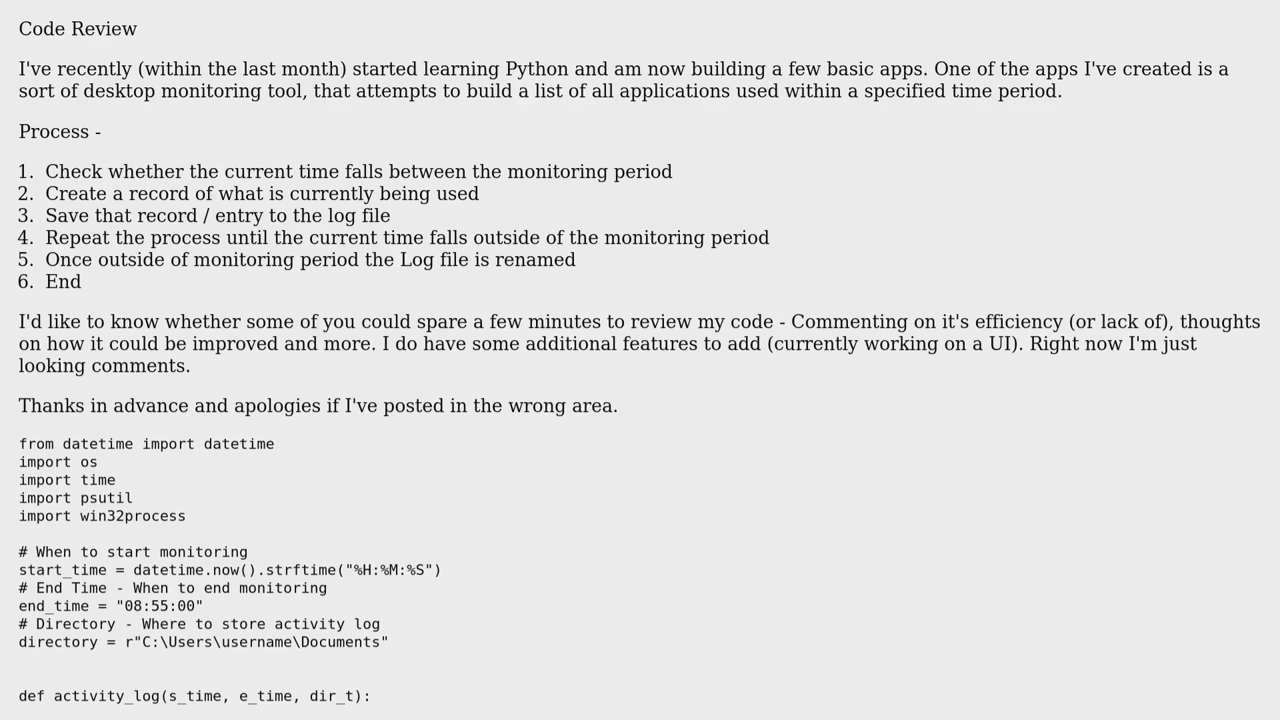 Code Review
I've recently (within the last month) started learning Python and am now building a few basic apps. One of the apps I've created is a
sort of desktop monitoring tool, that attempts to build a list of all applications used within a specified time period.
Process -
1. Check whether the current time falls between the monitoring period
2. Create a record of what is currently being used
3. Save that record / entry to the log file
4. Repeat the process until the current time falls outside of the monitoring period
5. Once outside of monitoring period the Log file is renamed
6. End
I'd like to know whether some of you could spare a few minutes to review my code - Commenting on it's efficiency (or lack of), thoughts
on how it could be improved and more. I do have some additional features to add (currently working on a UI). Right now I'm just
looking comments.
Thanks in advance and apologies if I've posted in the wrong area.
from datetime import datetime
import os
import time
import psutil
import win32process
# When to start monitoring
start_time = datetime.now().strftime("%H:%M:%S")
# End Time - When to end monitoring
end_time = "08:55:00"
# Directory - Where to store activity log
directory = r"C:\Users\username\Documents"
def activity_log(s_time, e_time, dir_t):